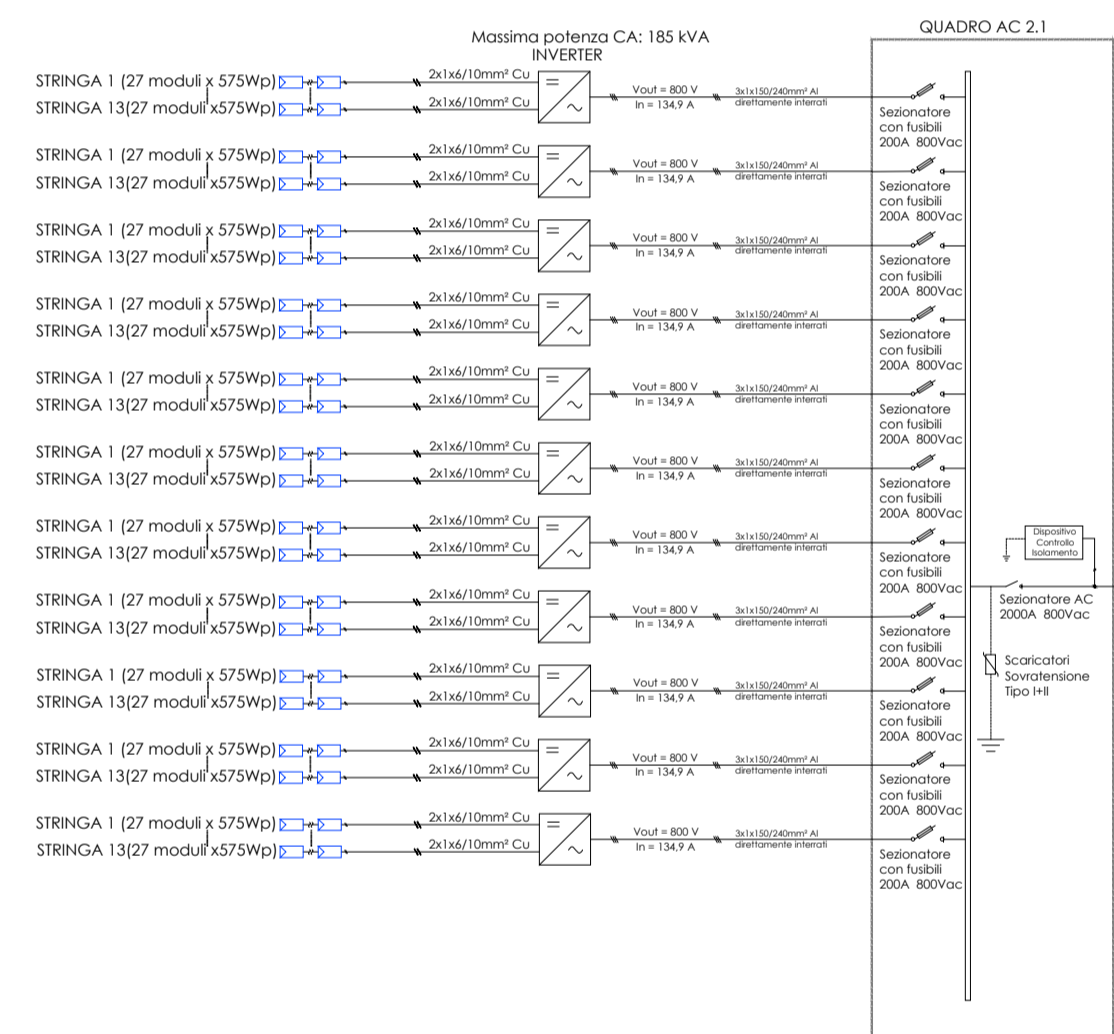 QUADRO AC 2.1
Massima potenza CA: 185 kVA
INVERTER
STRINGA 1 (27 moduli x 575Wp)
STRINGA 13(27 moduli x575Wp)
2x1x6/10mm² Cu
2x1x6/10mm² Cu
Vout = 800 V
In = 134,9 A
3x1x150/240mm² Al
direttamente interrati
Sezionatore
con fusibili
200A 800Vac
STRINGA 1 (27 moduli x 575Wp)
STRINGA 13(27 moduli x575Wp)
2x1x6/10mm² Cu
2x1x6/10mm² Cu
Vout = 800 V
In = 134,9 A
3x1x150/240mm² Al
direttamente interrati
Sezionatore
con fusibili
200A 800Vac
STRINGA 1 (27 moduli x 575Wp)
STRINGA 13(27 moduli x575Wp)
2x1x6/10mm² Cu
2x1x6/10mm² Cu
Vout = 800 V
In = 134,9 A
3x1x150/240mm² Al
direttamente interrati
Sezionatore
con fusibili
200A 800Vac
STRINGA 1 (27 moduli x 575Wp)
STRINGA 13(27 moduli x575Wp)
2x1x6/10mm² Cu
2x1x6/10mm² Cu
Vout = 800 V
In = 134,9 A
3x1x150/240mm² Al
direttamente interrati
Sezionatore
con fusibili
200A 800Vac
STRINGA 1 (27 moduli x 575Wp)
STRINGA 13(27 moduli x575Wp)
2x1x6/10mm² Cu
2x1x6/10mm² Cu
Vout = 800 V
In = 134,9 A
3x1x150/240mm² Al
direttamente interrati
Sezionatore
con fusibili
200A 800Vac
STRINGA 1 (27 moduli x 575Wp)
STRINGA 13(27 moduli x575Wp)
2x1x6/10mm² Cu
2x1x6/10mm² Cu
Vout = 800 V
In = 134,9 A
3x1x150/240mm² Al
direttamente interrati
Sezionatore
con fusibili
200A 800Vac
STRINGA 1 (27 moduli x 575Wp)
STRINGA 13(27 moduli x575Wp)
2x1x6/10mm² Cu
2x1x6/10mm² Cu
Vout = 800 V
In = 134,9 A
3x1x150/240mm² Al
direttamente interrati
Sezionatore
con fusibili
200A 800Vac
STRINGA 1 (27 moduli x 575Wp)
STRINGA 13(27 moduli x575Wp)
2x1x6/10mm² Cu
2x1x6/10mm² Cu
Vout = 800 V
In = 134,9 A
3x1x150/240mm² Al
direttamente interrati
Sezionatore
con fusibili
200A 800Vac
STRINGA 1 (27 moduli x 575Wp)
STRINGA 13(27 moduli x575Wp)
2x1x6/10mm² Cu
2x1x6/10mm² Cu
Vout = 800 V
In = 134,9 A
3x1x150/240mm² Al
direttamente interrati
Sezionatore
con fusibili
200A 800Vac
STRINGA 1 (27 moduli x 575Wp)
STRINGA 13(27 moduli x575Wp)
2x1x6/10mm² Cu
2x1x6/10mm² Cu
Vout = 800 V
In = 134,9 A
3x1x150/240mm² Al
direttamente interrati
Sezionatore
con fusibili
200A 800Vac
STRINGA 1 (27 moduli x 575Wp)
STRINGA 13(27 moduli x575Wp)
2x1x6/10mm² Cu
2x1x6/10mm² Cu
Vout = 800 V
In = 134,9 A
3x1x150/240mm² Al
direttamente interrati
Sezionatore
con fusibili
200A 800Vac
Dispositivo
Controllo
Isolamento
Sezionatore AC
2000A 800Vac
Scaricatori
Sovratensione
Tipo I+II